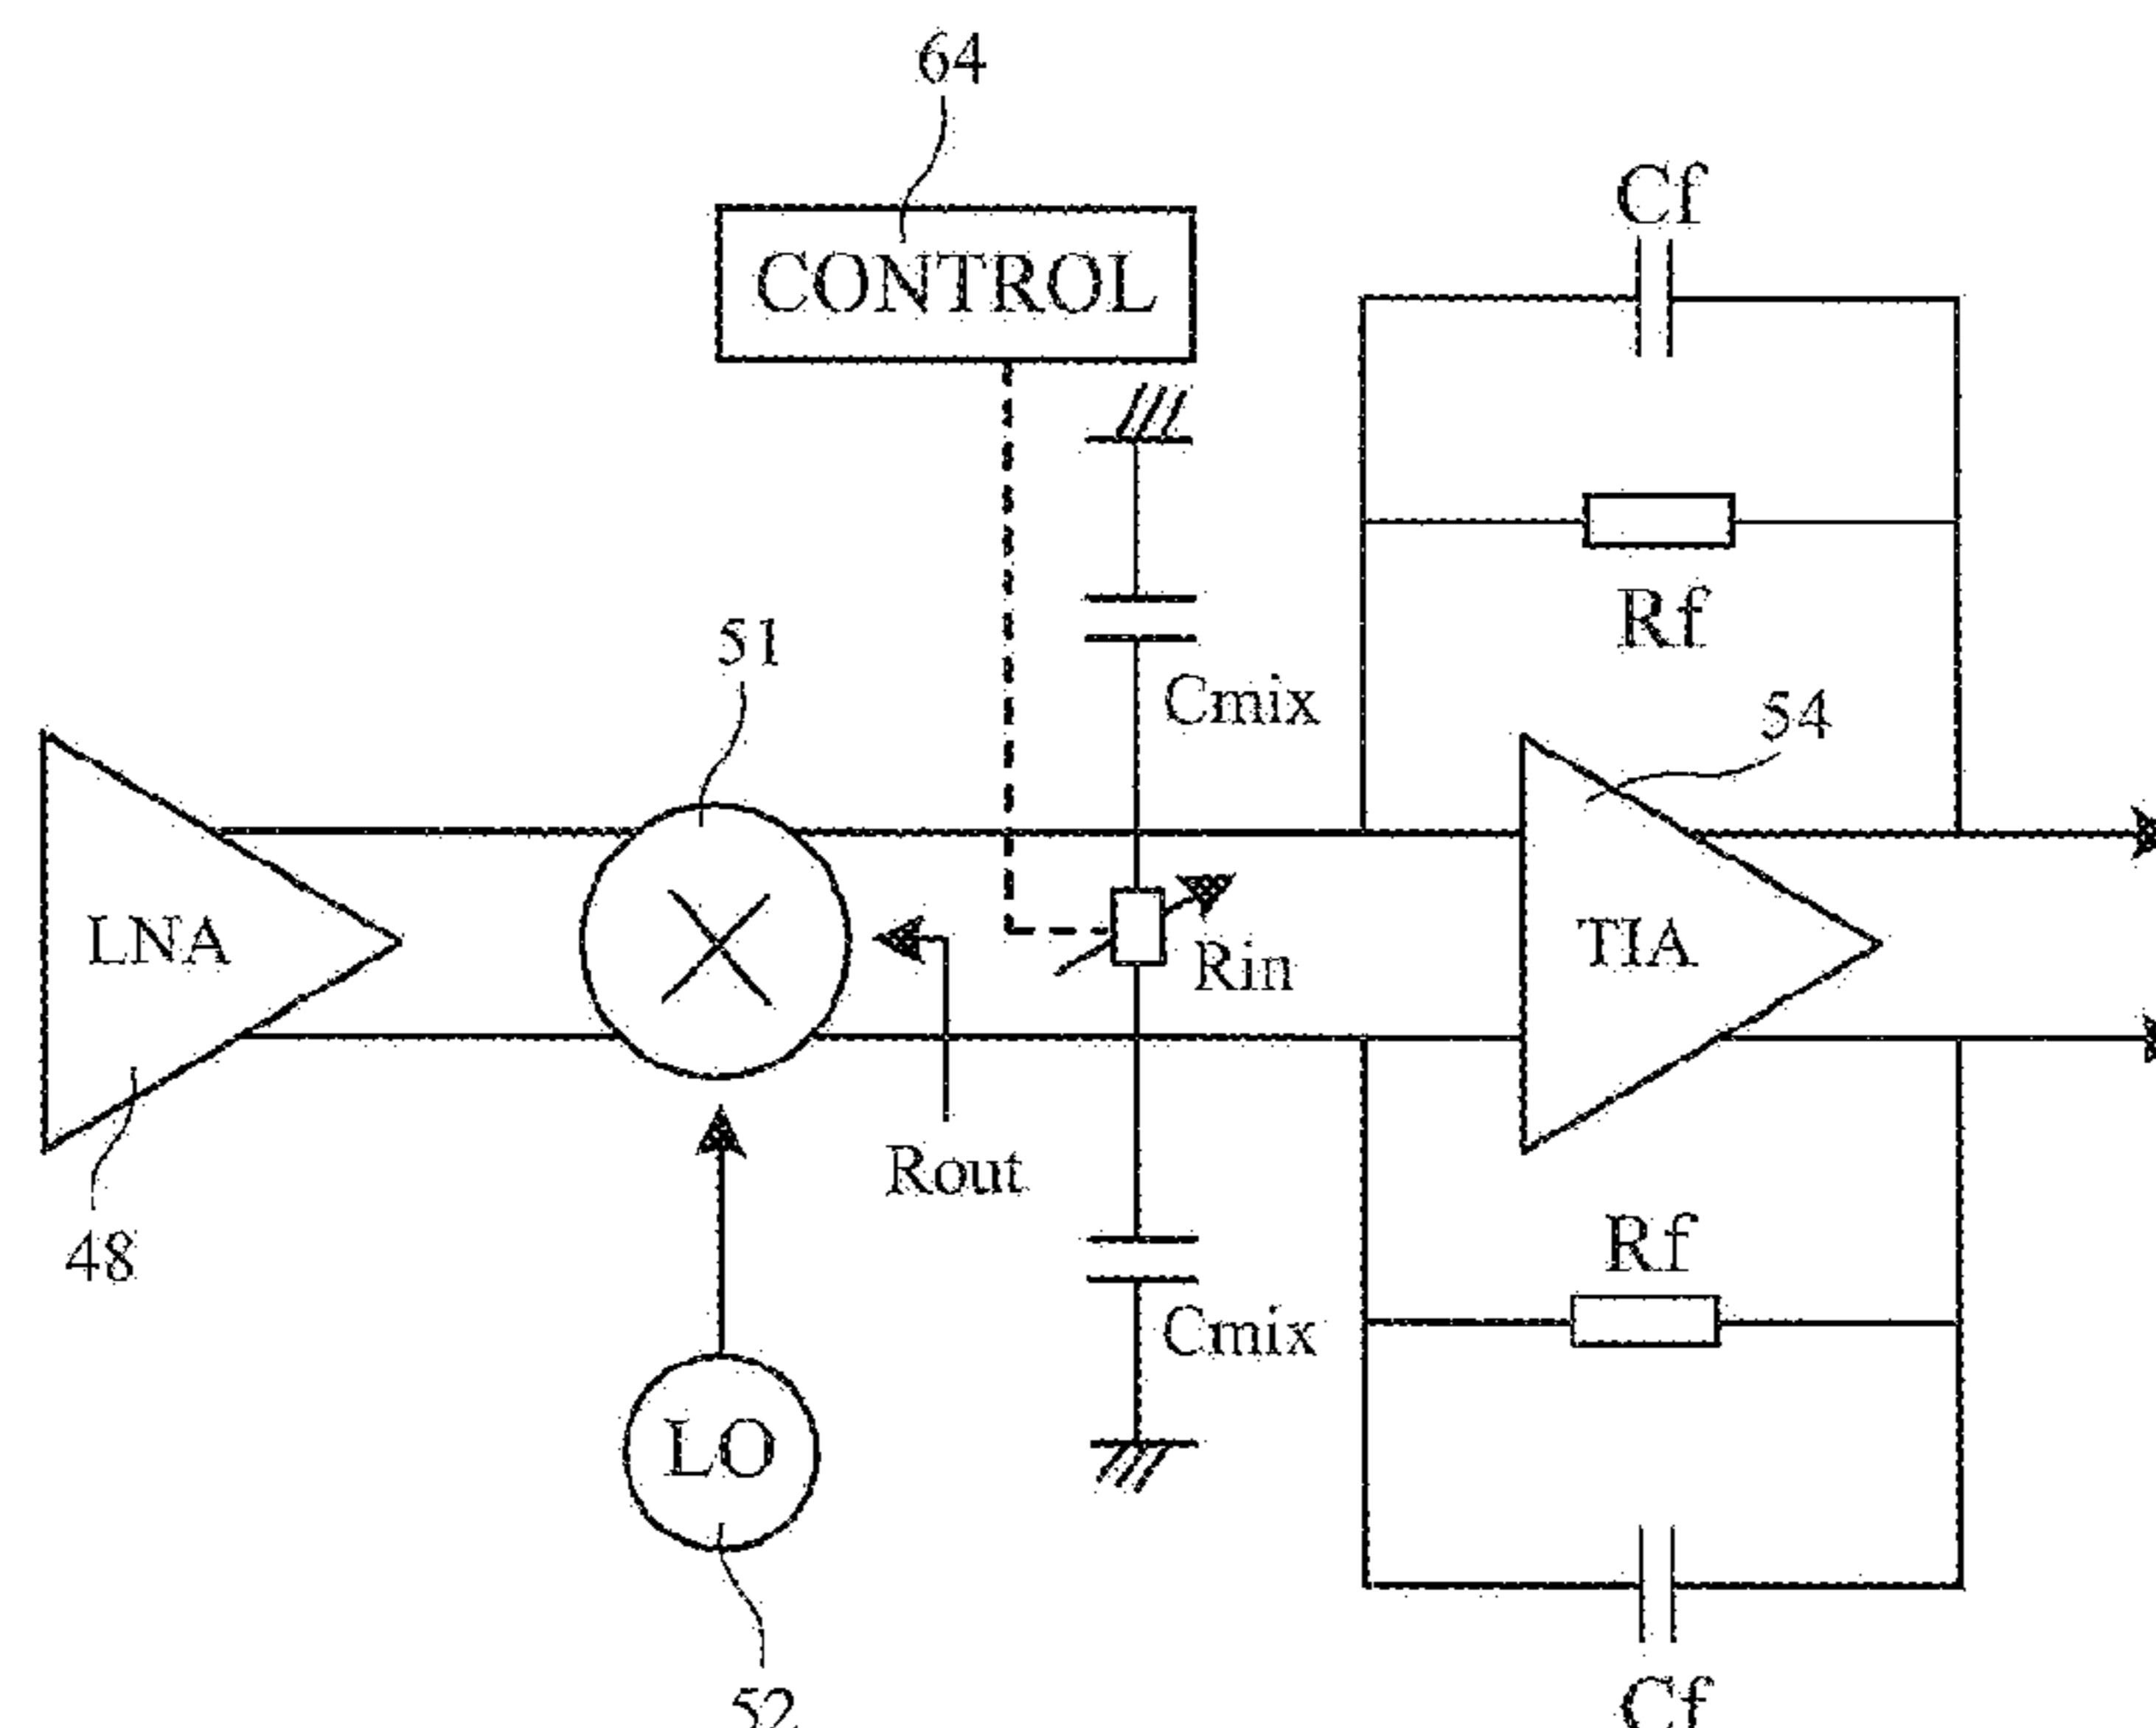 64
CONTROL
Cf
Rf
51
Cmix
54
LNA
TIA
Rin
Rout
48
Rf
Cmix
LO
52
Cf